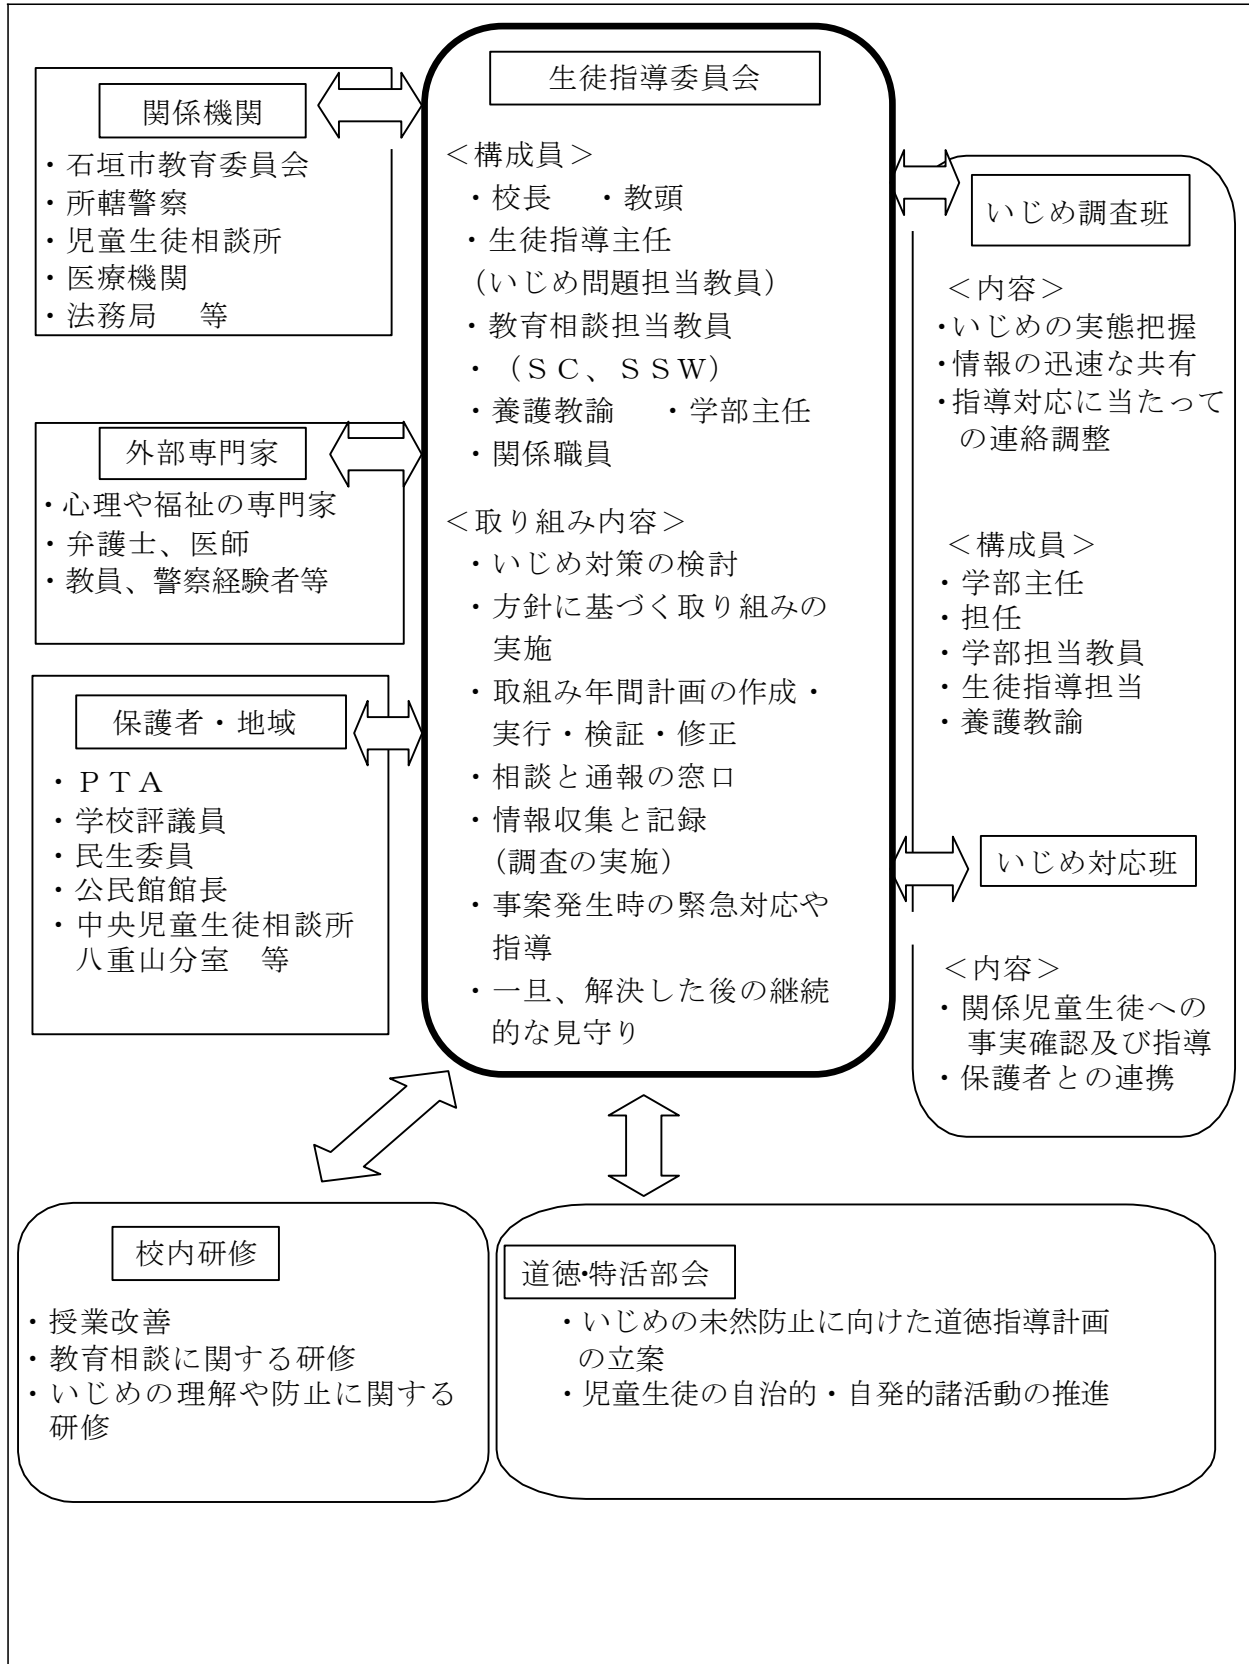 生徒指導委員会
＜構成員＞
・校長　・教頭
・生徒指導主任
（いじめ問題担当教員）
・教育相談担当教員
・（ＳＣ、ＳＳＷ）
・養護教諭　・学部主任
・関係職員
＜取り組み内容＞
・いじめ対策の検討
・方針に基づく取り組みの
実施
・取組み年間計画の作成・
実行・検証・修正
・相談と通報の窓口
・情報収集と記録
（調査の実施）
・事案発生時の緊急対応や
指導
・一旦、解決した後の継続
的な見守り
関係機関
・石垣市教育委員会
・所轄警察
・児童生徒相談所
・医療機関
・法務局　等
外部専門家
・心理や福祉の専門家
・弁護士、医師
・教員、警察経験者等
保護者・地域
・ＰＴＡ
・学校評議員
・民生委員
・公民館館長
・中央児童生徒相談所
八重山分室　等
いじめ調査班
＜内容＞
・いじめの実態把握
・情報の迅速な共有
・指導対応に当たって
の連絡調整
＜構成員＞
・学部主任
・担任
・学部担当教員
・生徒指導担当
・養護教諭
いじめ対応班
＜内容＞
・関係児童生徒への
事実確認及び指導
・保護者との連携
校内研修
・授業改善
・教育相談に関する研修
・いじめの理解や防止に関する
研修
道徳・特活部会
・いじめの未然防止に向けた道徳指導計画
の立案
・児童生徒の自治的・自発的諸活動の推進